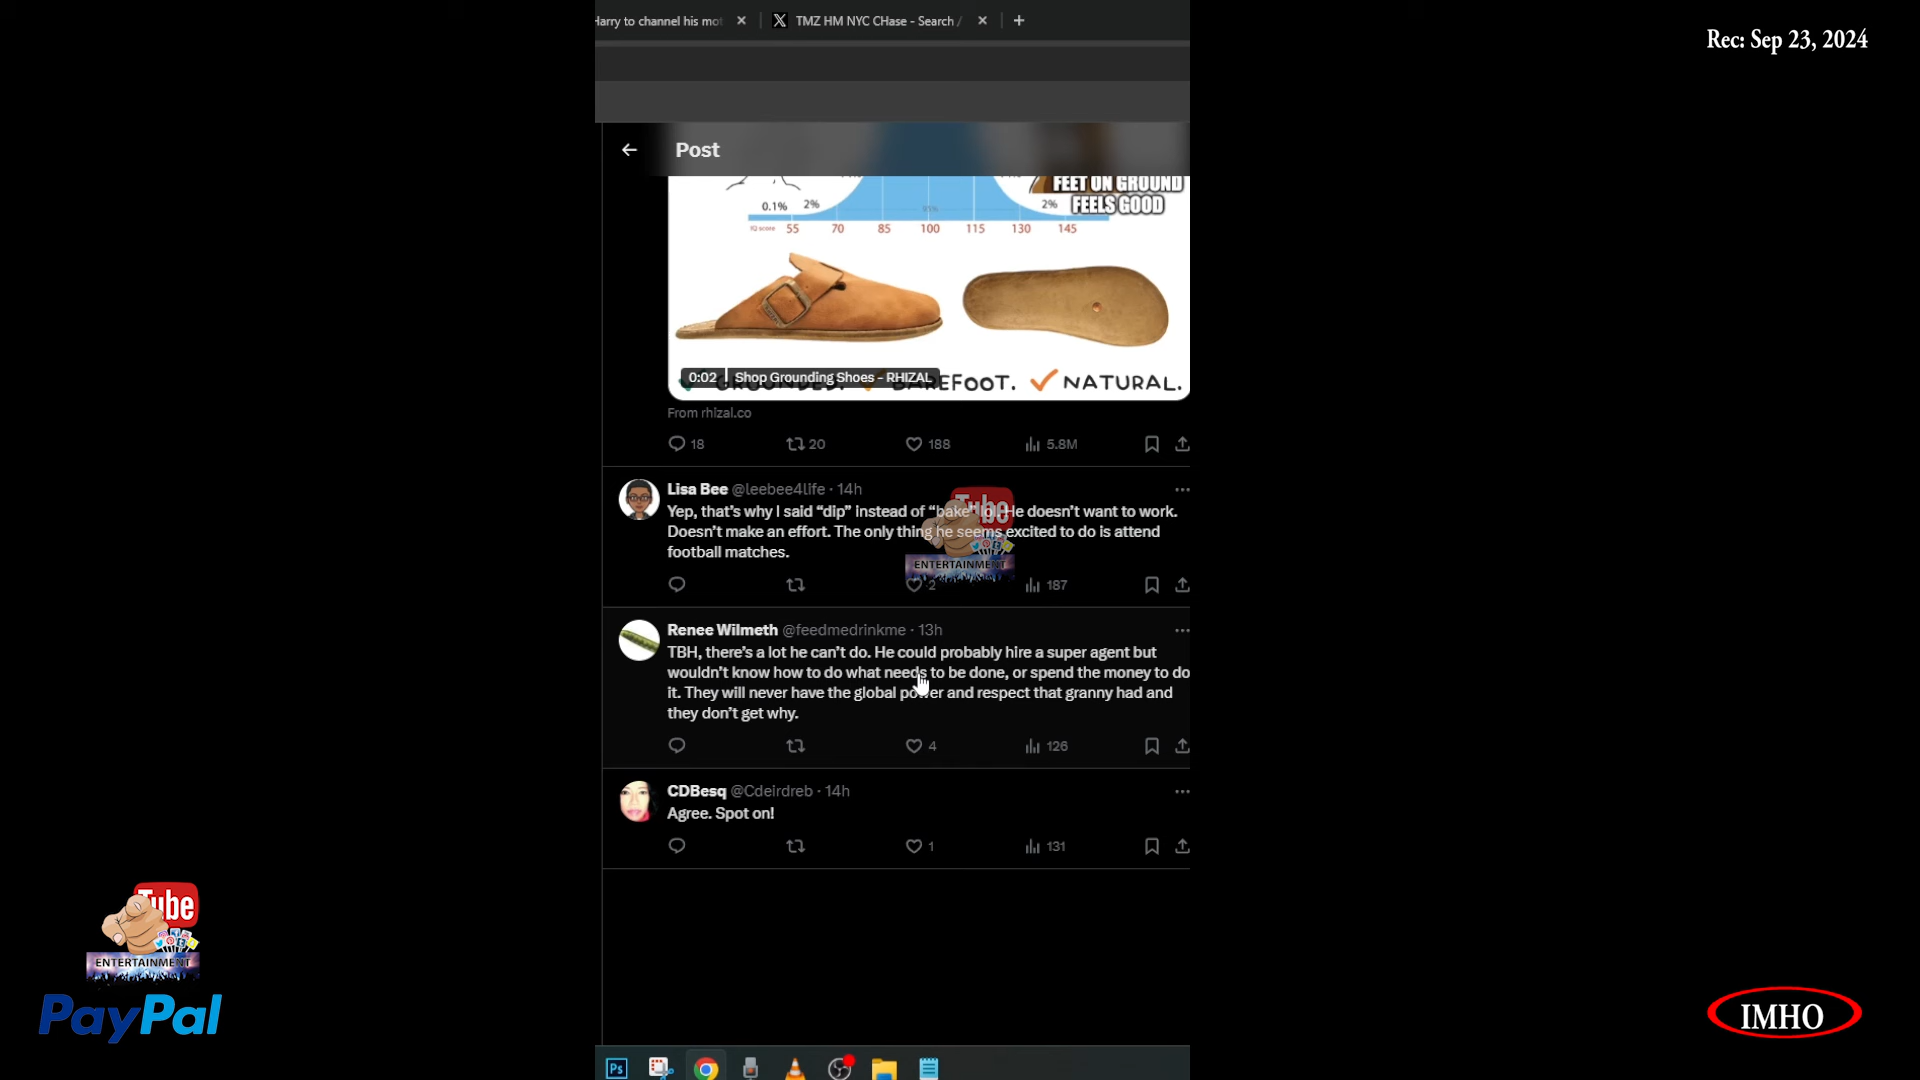 Harry to channel his mot
TMZ HM NYC CHase - Search /
Rec: Sep 23, 2024
Post
FEET ON GROUND
FEELS GOOD
0.1% 2% 2%
IQ score 55 70 85 100 115 130 145
0:02 Shop Grounding Shoes - RHIZAL
GROUNDED. BAREFOOT. NATURAL.
From rhizal.co
18 20 188 5.8M
Lisa Bee @leebee4life · 14h
Yep, that's why I said “dip” instead of “bake” lol. He doesn't want to work.
Doesn't make an effort. The only thing he seems excited to do is attend
football matches.
2 187
Tube
ENTERTAINMENT
Renee Wilmeth @feedmedrinkme · 13h
TBH, there's a lot he can't do. He could probably hire a super agent but
wouldn't know how to do what needs to be done, or spend the money to do
it. They will never have the global power and respect that granny had and
they don't get why.
4 126
CDBesq @Cdeirdreb · 14h
Agree. Spot on!
1 131
Tube
ENTERTAINMENT
PayPal
IMHO
Ps